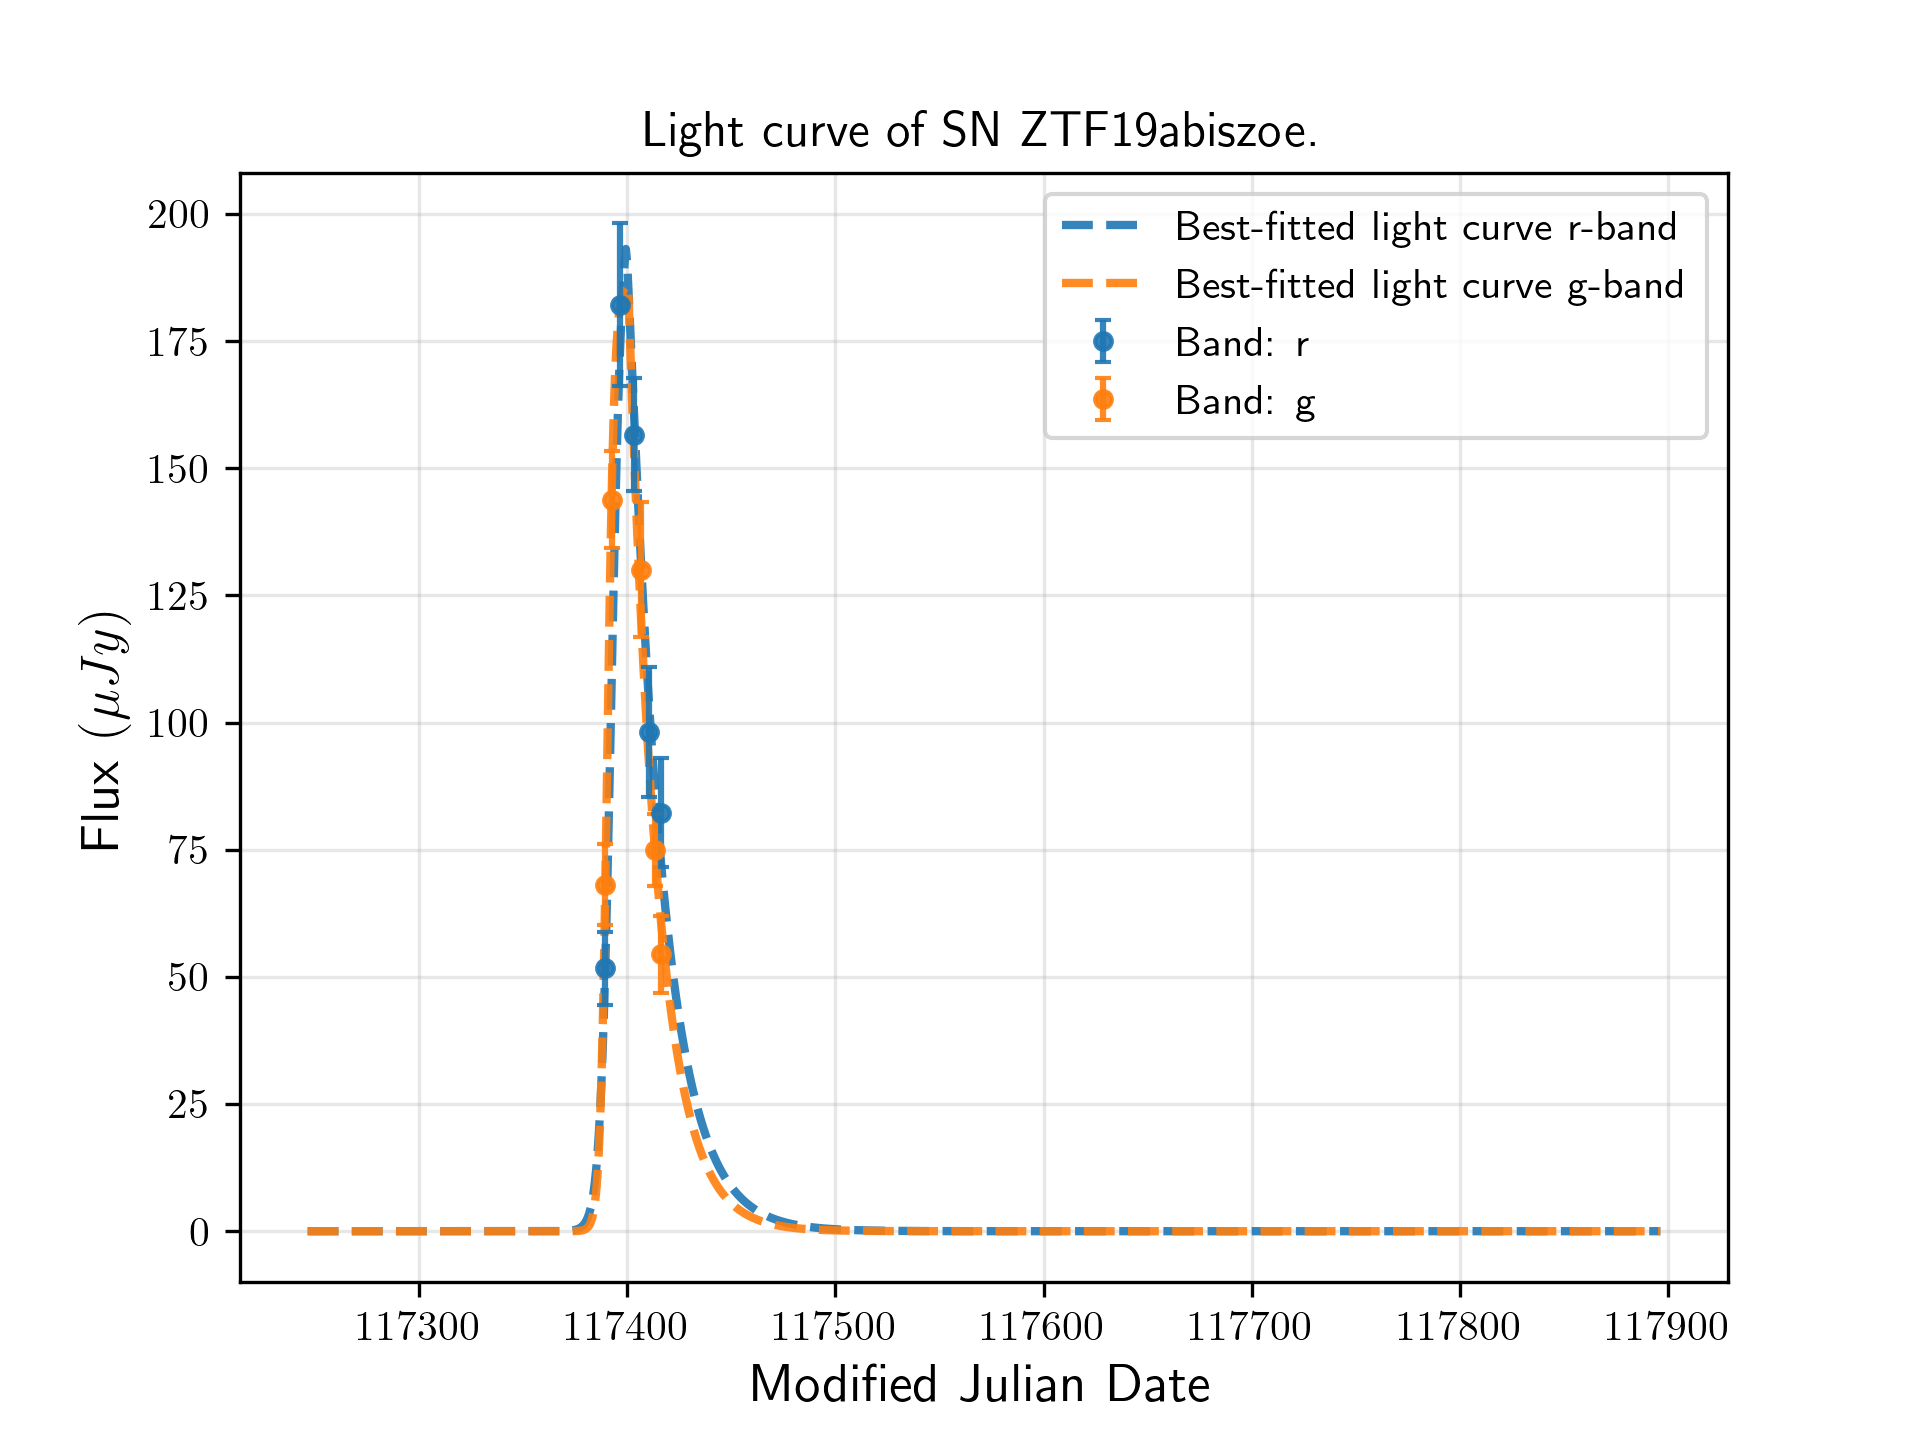 Light curve of SN ZTF19abiszoe.
Best-fitted light curve r-band
Best-fitted light curve g-band
Band: r
Band: g
Flux (μJy)
200
175
150
125
100
75
50
25
0
117300 117400 117500 117600 117700 117800 117900
Modified Julian Date